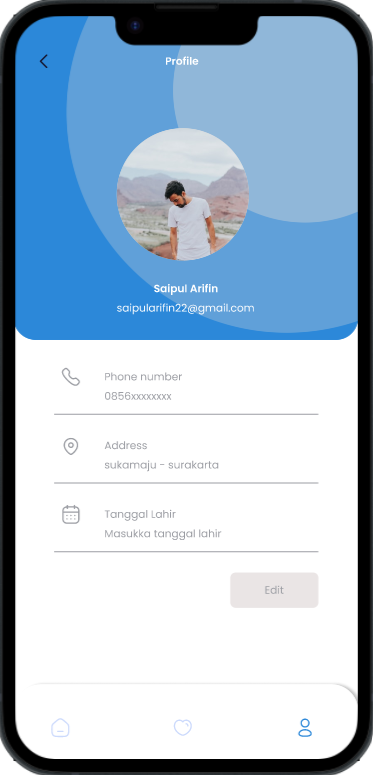 Profile
Saipul Arifin
saipularifin22@gmail.com
Phone number
0856xxxxxxxx
Address
sukamaju - surakarta
Tanggal Lahir
Masukka tanggal lahir
Edit